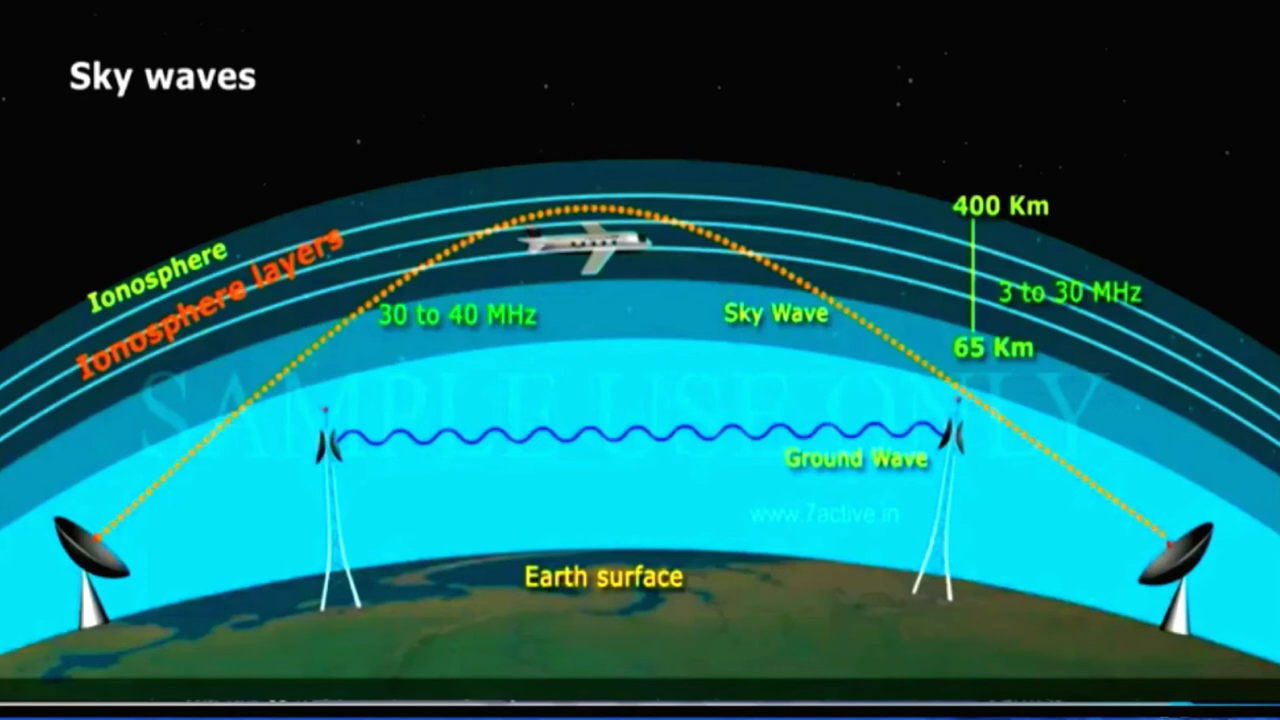 Sky waves
400 Km
Ionosphere
Ionosphere layers
3 to 30 MHz
30 to 40 MHz
Sky Wave
65 Km
SAMPLE USE ONLY
Ground Wave
www.7active.in
Earth surface